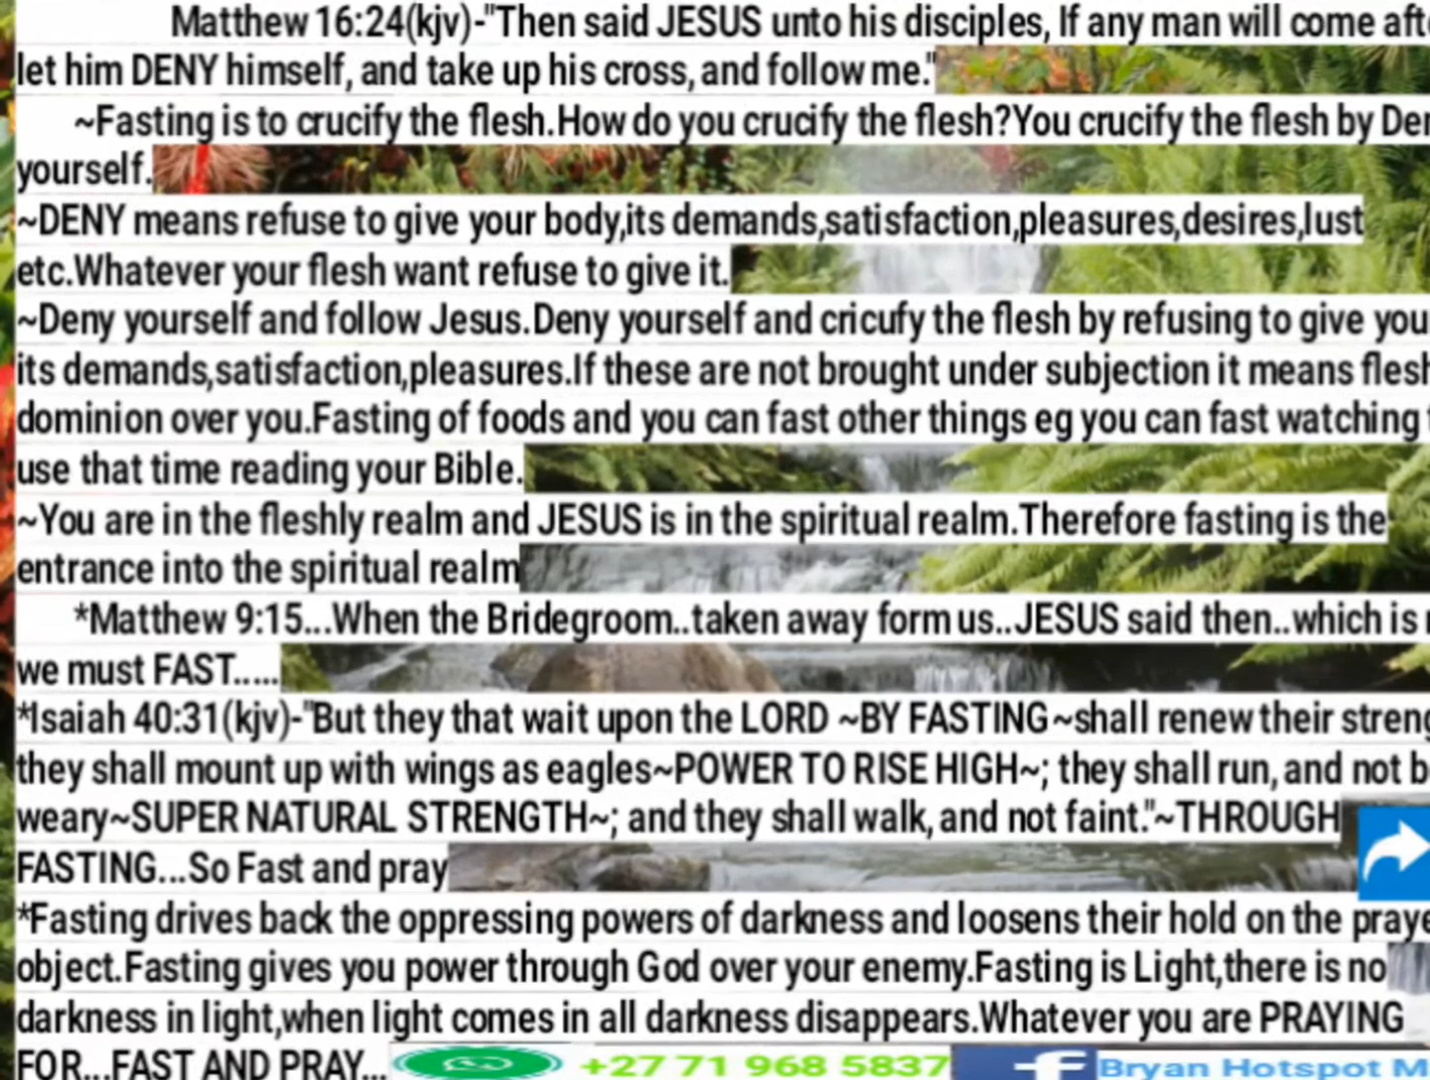 Matthew 16:24(kjv)-"Then said JESUS unto his disciples, If any man will come
let him DENY himself, and take up his cross, and follow me."
~Fasting is to crucify the flesh.How do you crucify the flesh?You crucify the flesh by
yourself.
~DENY means refuse to give your body,its demands,satisfaction,pleasures,desires,lust
etc.Whatever your flesh want refuse to give it.
~Deny yourself and follow Jesus.Deny yourself and cricufy the flesh by refusing to give
its demands,satisfaction,pleasures.If these are not brought under subjection it means
dominion over you.Fasting of foods and you can fast other things eg you can fast watching
use that time reading your Bible.
~You are in the fleshly realm and JESUS is in the spiritual realm.Therefore fasting is the
entrance into the spiritual realm
*Matthew 9:15...When the Bridegroom..taken away form us..JESUS said then..which is
we must FAST.....
*Isaiah 40:31(kjv)-"But they that wait upon the LORD ~BY FASTING~shall renew their
they shall mount up with wings as eagles~POWER TO RISE HIGH~; they shall run, and not
weary~SUPER NATURAL STRENGTH~; and they shall walk, and not faint."~THROUGH
FASTING...So Fast and pray
*Fasting drives back the oppressing powers of darkness and loosens their hold on the
object.Fasting gives you power through God over your enemy.Fasting is Light,there is no
darkness in light,when light comes in all darkness disappears.Whatever you are PRAYING
FOR...FAST AND PRAY... +27 71 968 5837 Bryan Hotspot